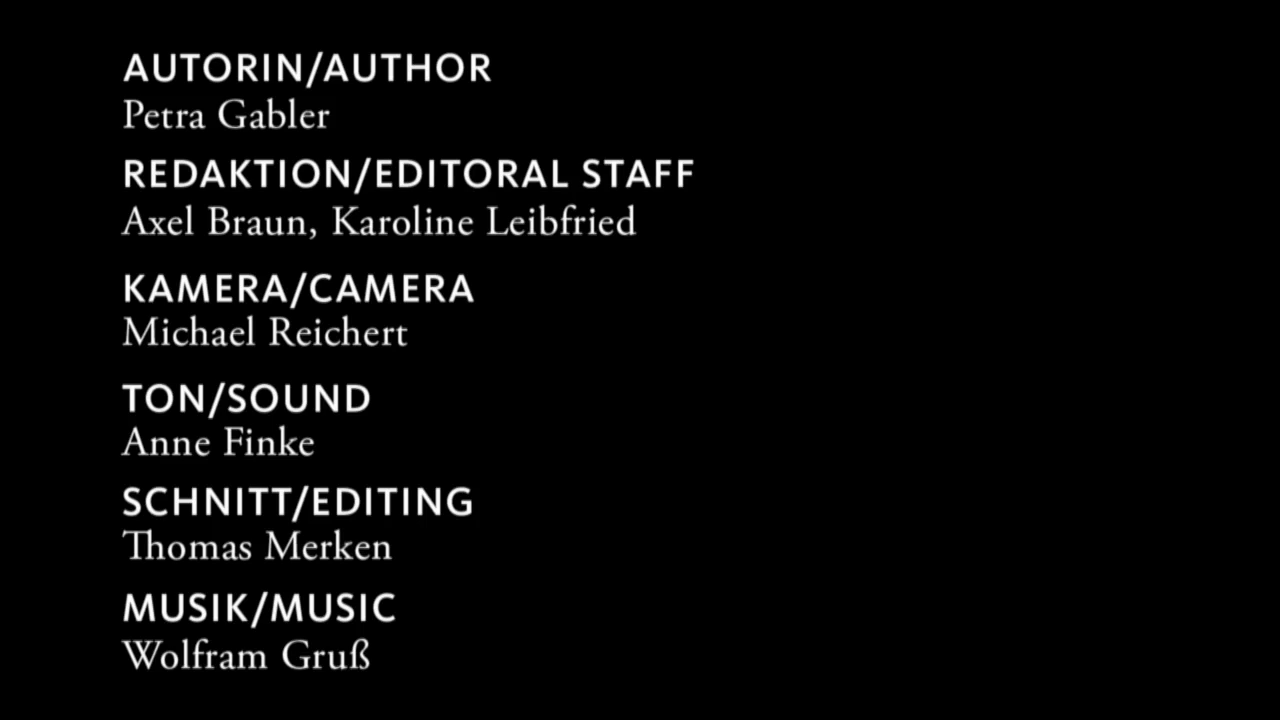 AUTORIN/AUTHOR
Petra Gabler
REDAKTION/EDITORAL STAFF
Axel Braun, Karoline Leibfried
KAMERA/CAMERA
Michael Reichert
TON/SOUND
Anne Finke
SCHNITT/EDITING
Thomas Merken
MUSIK/MUSIC
Wolfram Gruß